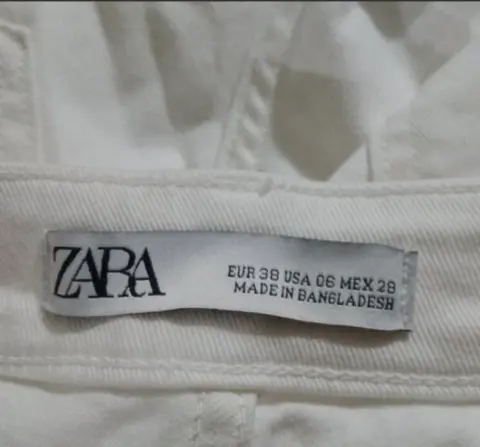 ZARA
EUR 38 USA 06 MEX 28
MADE IN BANGLADESH